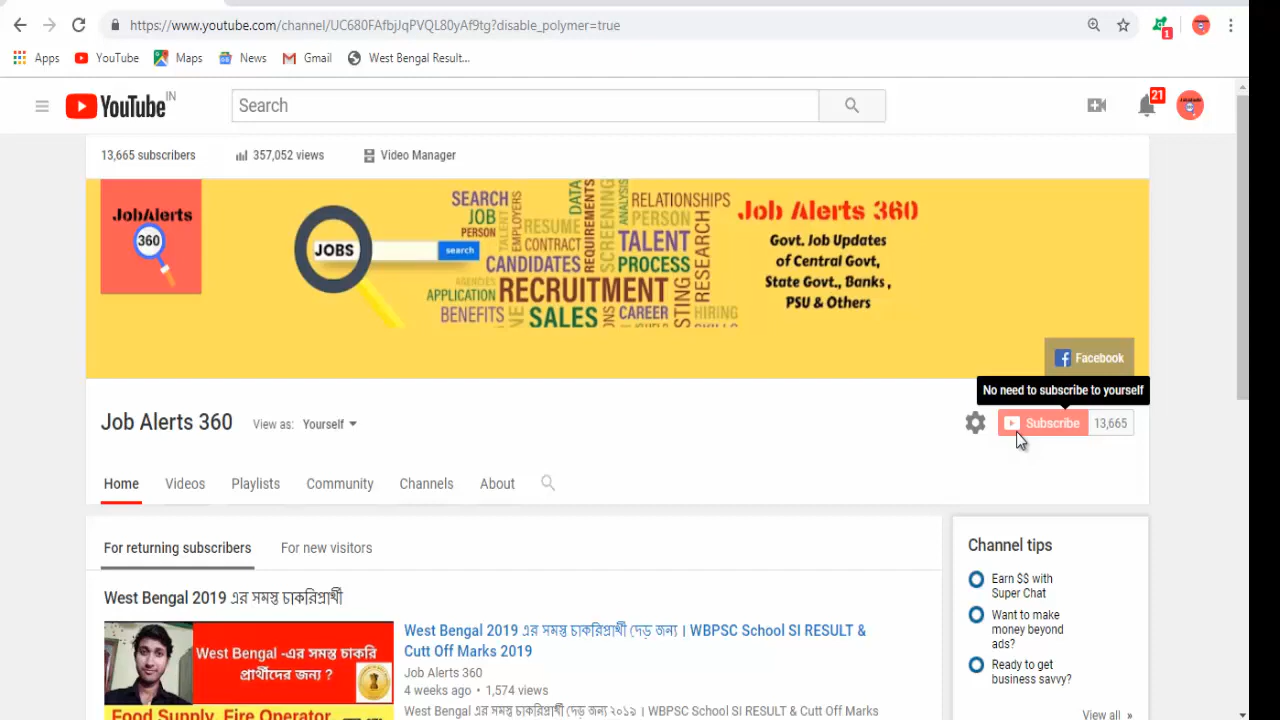 https://www.youtube.com/channel/UC680FAfbjJqPVQL80yAf9tg?disable_polymer=true
1
Apps YouTube Maps News Gmail West Bengal Result...
YouTube IN
Search
21
13,665 subscribers 357,052 views Video Manager
JobAlerts
360
JOBS
search
SEARCH
JOB
PERSON
TALENT
EMPLOYERS
RESUME
CONTRACT
CANDIDATES
AGENCIES
APPLICATION
BENEFITS
RECRUITMENT
SALES
DATA
REQUIREMENTS
SCREENING
ANALYSIS
RELATIONSHIPS
PERSON
TALENT
PROCESS
RESEARCH
CAREER
HIRING
Job Alerts 360
Govt. Job Updates
of Central Govt,
State Govt., Banks ,
PSU & Others
Facebook
No need to subscribe to yourself
Job Alerts 360 View as: Yourself
Subscribe 13,665
Home Videos Playlists Community Channels About
For returning subscribers For new visitors
West Bengal 2019 এর সমস্ত চাকরিপ্রার্থী
West Bengal -এর সমস্ত চাকরি
প্রার্থীদের জন্য ?
Food Supply, Fire Operator
West Bengal 2019 এর সমস্ত চাকরিপ্রার্থী দেড় জন্য । WBPSC School SI RESULT &
Cutt Off Marks 2019
Job Alerts 360
4 weeks ago • 1,574 views
West Bengal এর সমস্ত চাকরিপ্রার্থী দেড় জন্য ২০১৯ । WBPSC School SI RESULT & Cutt Off Marks
Channel tips
Earn $$ with
Super Chat
Want to make
money beyond
ads?
Ready to get
business savvy?
View all »